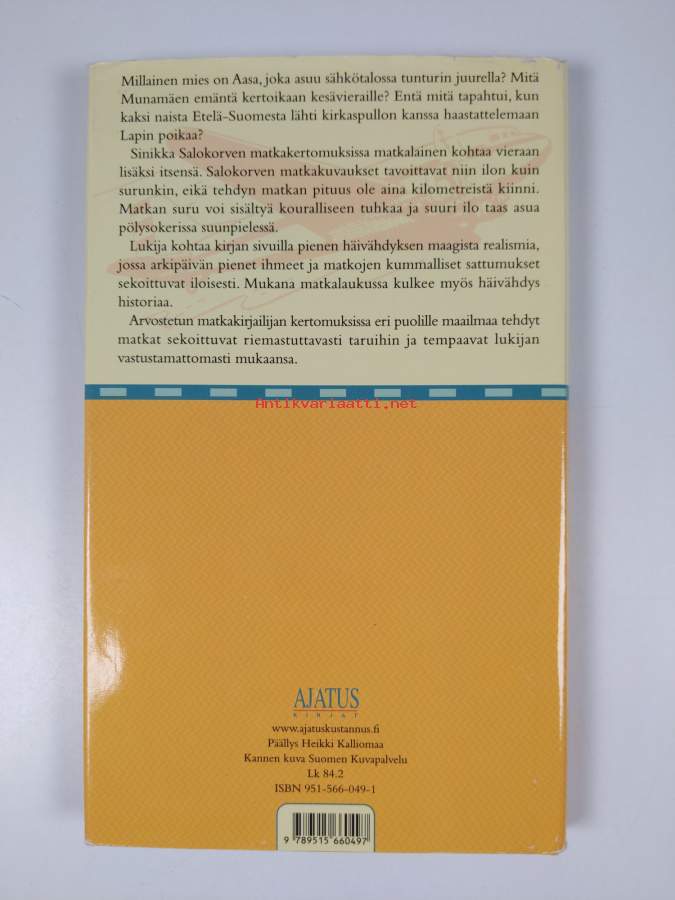 Millainen mies on Aasa, joka asuu sähkötalossa tunturin juurella? Mitä
Munamäen emäntä kertoikaan kesävieraille? Entä mitä tapahtui, kun
kaksi naista Etelä-Suomesta lähti kirkaspullon kanssa haastattelemaan
Lapin poikaa?
Sinikka Salokorven matkakertomuksissa matkalainen kohtaa vieraan
lisäksi itsensä. Salokorven matkakuvaukset tavoittavat niin ilon kuin
surunkin, eikä tehdyn matkan pituus ole aina kilometreistä kiinni.
Matkan suru voi sisältyä kouralliseen tuhkaa ja suuri ilo taas asua
pölysokerissa suunpielessä.
Lukija kohtaa kirjan sivuilla pienen häivähdyksen maagista realismia,
jossa arkipäivän pienet ihmeet ja matkojen kummalliset sattumukset
sekoittuvat iloisesti. Mukana matkalaukussa kulkee myös häivähdys
historiaa.
Arvostetun matkakirjailijan kertomuksissa eri puolille maailmaa tehdyt
matkat sekoittuvat riemastuttavasti taruihin ja tempaavat lukijan
vastustamattomasti mukaansa.
Antikvariaatti.net
AJATUS
KIRJAT
www.ajatuskustannus.fi
Päällys Heikki Kalliomaa
Kannen kuva Suomen Kuvapalvelu
Lk 84.2
ISBN 951-566-049-1
9 789515 660497